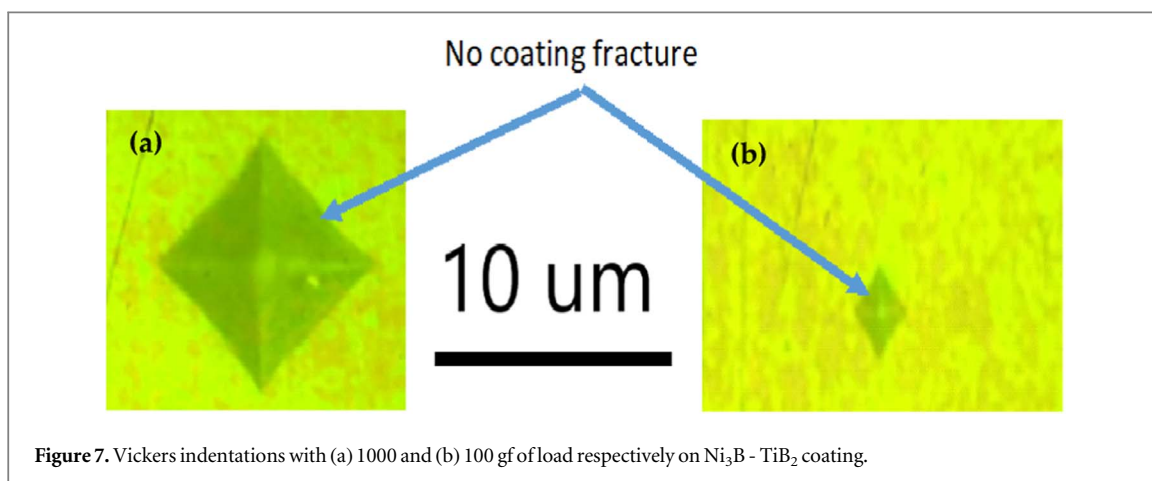 No coating fracture
(a)
(b)
10 um
Figure 7. Vickers indentations with (a) 1000 and (b) 100 gf of load respectively on Ni₃B - TiB₂ coating.